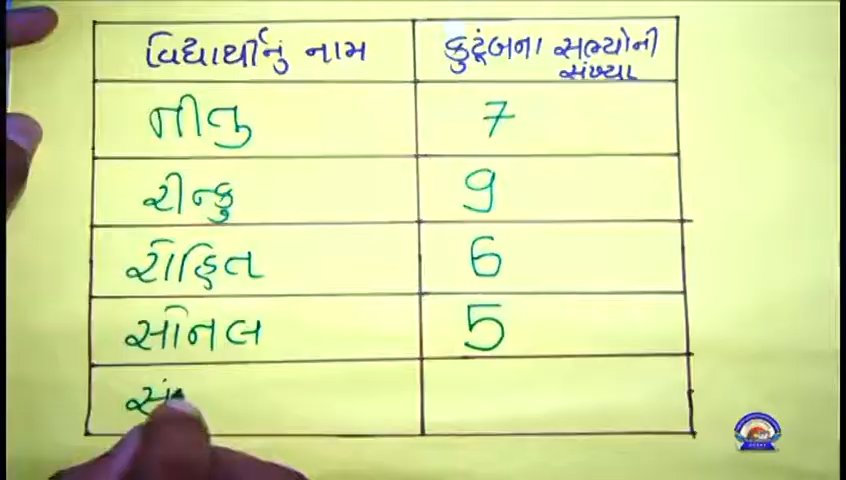 વિદ્યાર્થીનું નામ કુટૂંબના સભ્યોની
સંખ્યા
નીતુ 7
રીન્કુ 9
રોહિત 6
સોનલ 5
સં